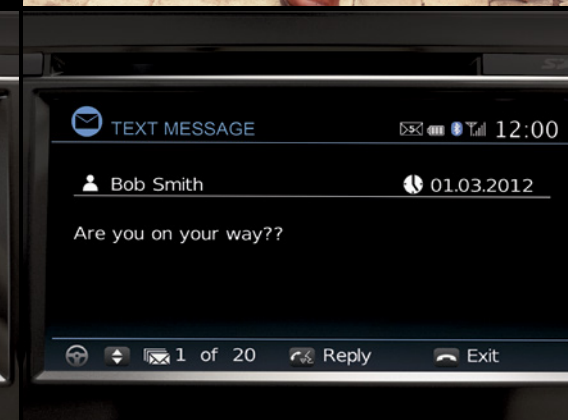 TEXT MESSAGE 12:00
Bob Smith 01.03.2012
Are you on your way??
1 of 20 Reply Exit